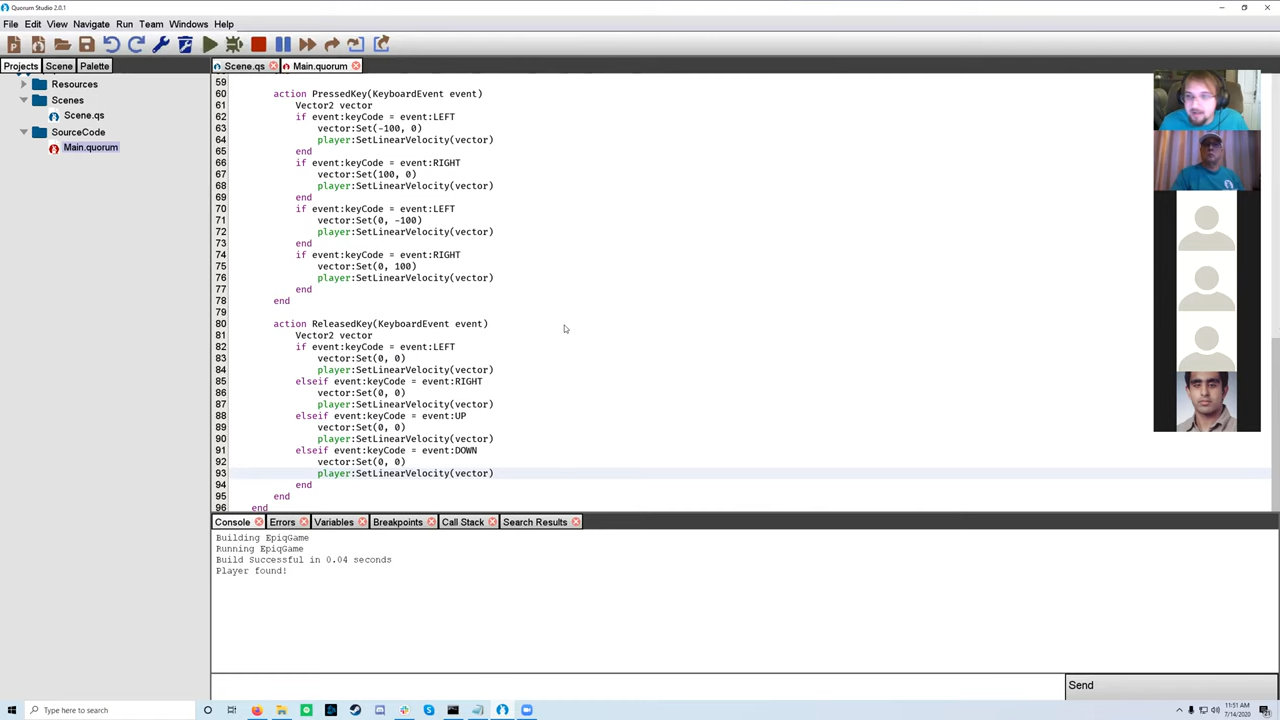 Quorum Studio 2.0.1
File Edit View Navigate Run Team Windows Help
Projects Scene Palette
Scene.qs Main.quorum
Resources
Scenes
Scene.qs
SourceCode
Main.quorum
59
60 action PressedKey(KeyboardEvent event)
61 Vector2 vector
62 if event:keyCode = event:LEFT
63 vector:Set(-100, 0)
64 player:SetLinearVelocity(vector)
65 end
66 if event:keyCode = event:RIGHT
67 vector:Set(100, 0)
68 player:SetLinearVelocity(vector)
69 end
70 if event:keyCode = event:LEFT
71 vector:Set(0, -100)
72 player:SetLinearVelocity(vector)
73 end
74 if event:keyCode = event:RIGHT
75 vector:Set(0, 100)
76 player:SetLinearVelocity(vector)
77 end
78 end
79
80 action ReleasedKey(KeyboardEvent event)
81 Vector2 vector
82 if event:keyCode = event:LEFT
83 vector:Set(0, 0)
84 player:SetLinearVelocity(vector)
85 elseif event:keyCode = event:RIGHT
86 vector:Set(0, 0)
87 player:SetLinearVelocity(vector)
88 elseif event:keyCode = event:UP
89 vector:Set(0, 0)
90 player:SetLinearVelocity(vector)
91 elseif event:keyCode = event:DOWN
92 vector:Set(0, 0)
93 player:SetLinearVelocity(vector)
94 end
95 end
96 end
Console Errors Variables Breakpoints Call Stack Search Results
Building EpiqGame
Running EpiqGame
Build Successful in 0.04 seconds
Player found!
Send
Type here to search
11:51 AM
7/14/2020